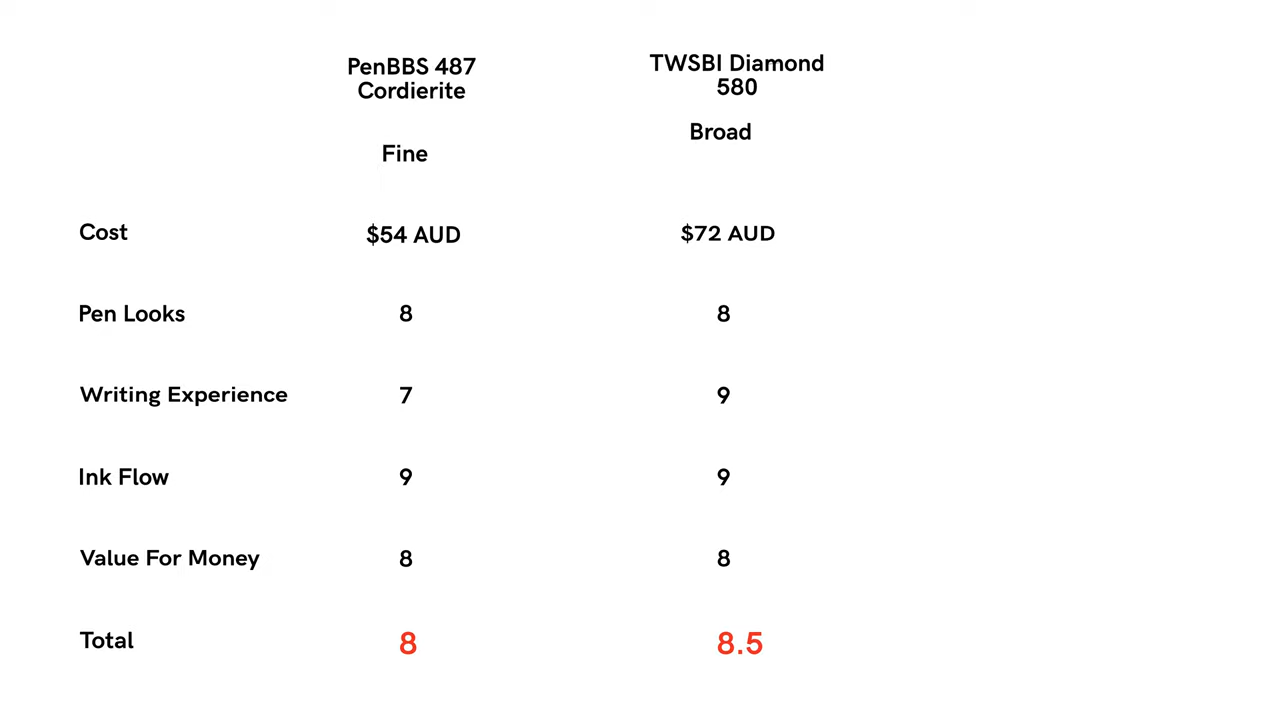 PenBBS 487 TWSBI Diamond
Cordierite 580
Fine Broad
Cost $54 AUD $72 AUD
Pen Looks 8 8
Writing Experience 7 9
Ink Flow 9 9
Value For Money 8 8
Total 8 8.5